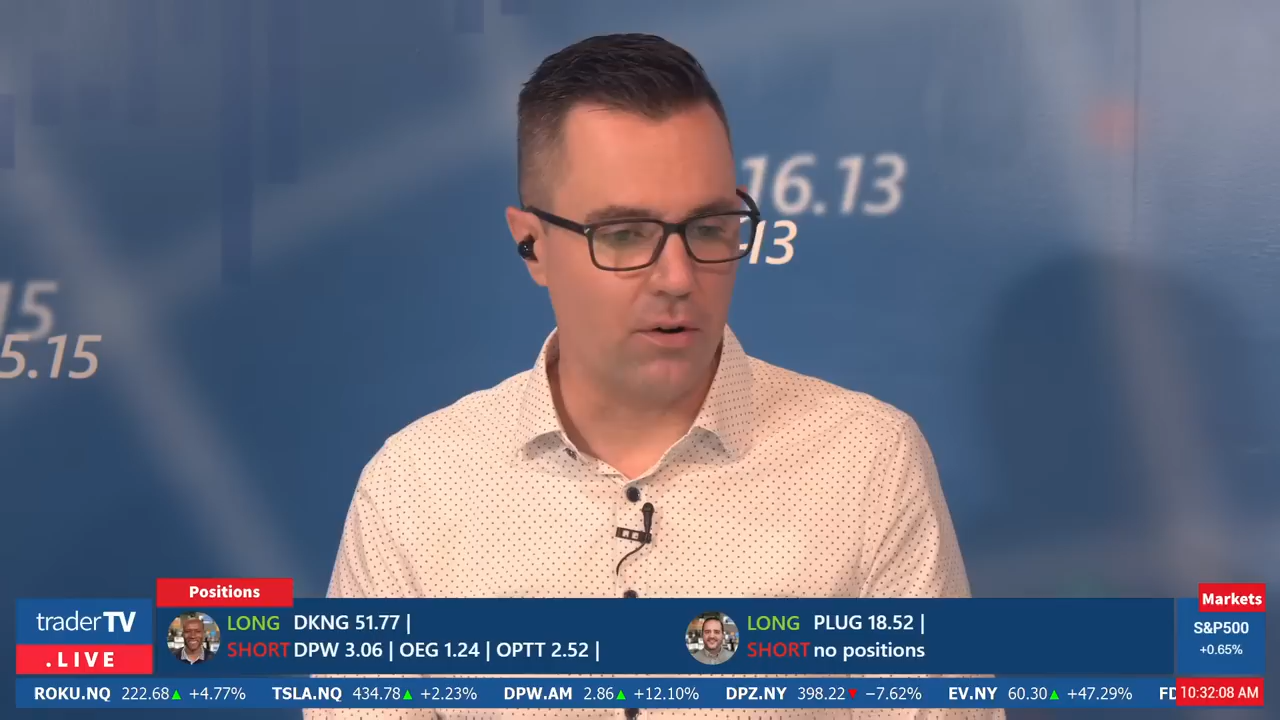 16.13
13
15
5.15
Positions
traderTV
.LIVE
LONG DKNG 51.77 |
SHORT DPW 3.06 | OEG 1.24 | OPTT 2.52 |
LONG PLUG 18.52 |
SHORT no positions
Markets
S&P500
+0.65%
ROKU.NQ 222.68▲ +4.77% TSLA.NQ 434.78▲ +2.23% DPW.AM 2.86▲ +12.10% DPZ.NY 398.22▼ −7.62% EV.NY 60.30▲ +47.29%
10:32:08 AM